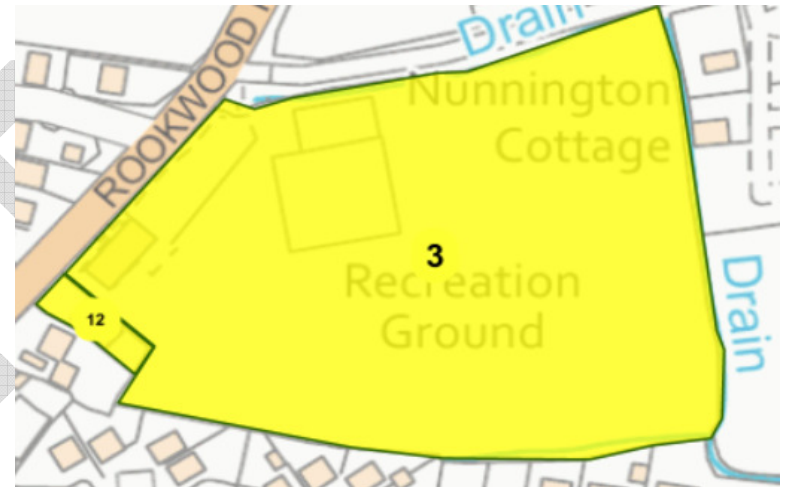 Drain
ROOKWOOD
Nunnington
Cottage
3
Recreation
Ground
12
Drain